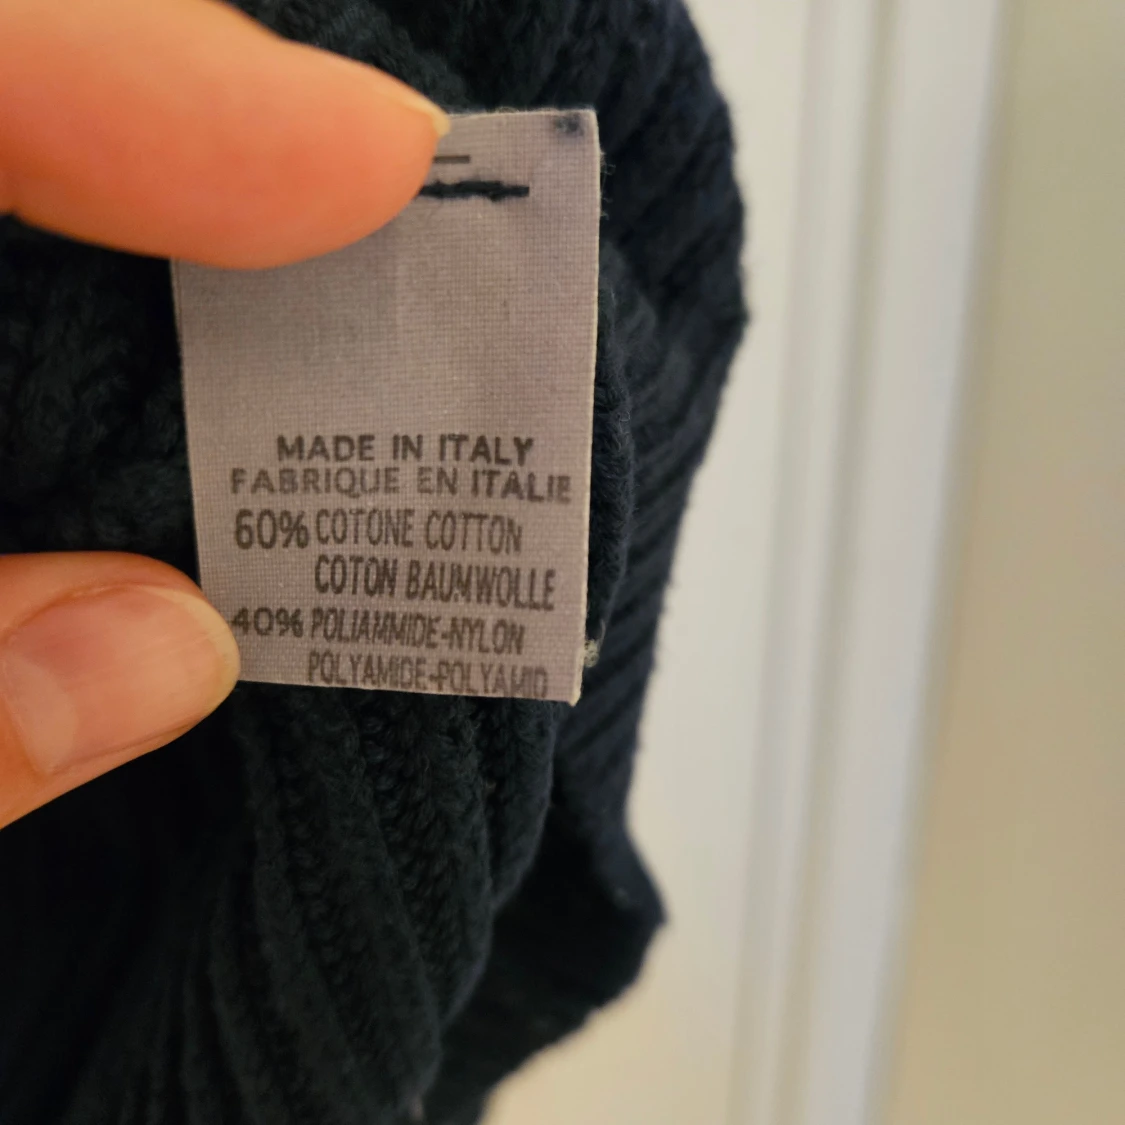 MADE IN ITALY
FABRIQUE EN ITALIE
60% COTONE COTTON
COTON BAUMWOLLE
40% POLIAMMIDE-NYLON
POLYAMIDE-POLYAMID